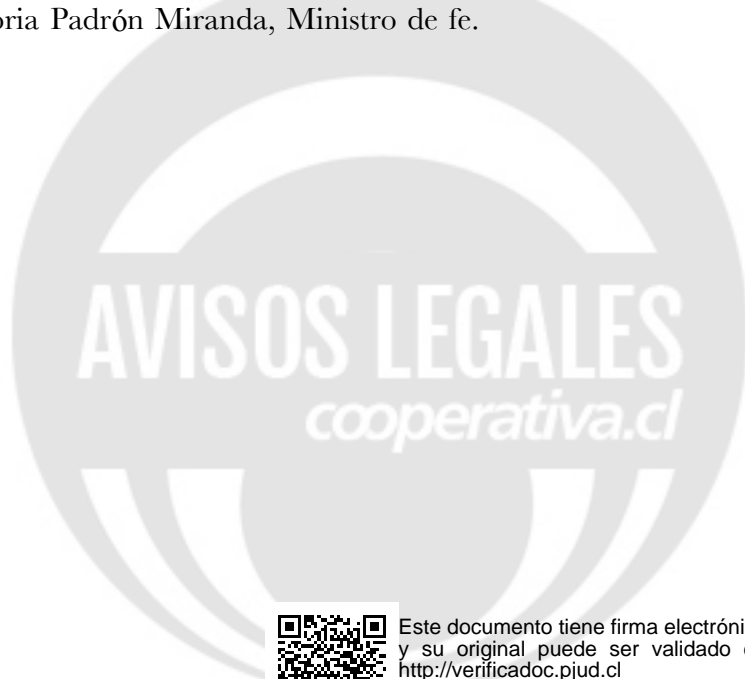 oria Padrón Miranda, Ministro de fe.
AVISOS LEGALES
cooperativa.cl
Este documento tiene firma electróni
y su original puede ser validado e
http://verificadoc.pjud.cl